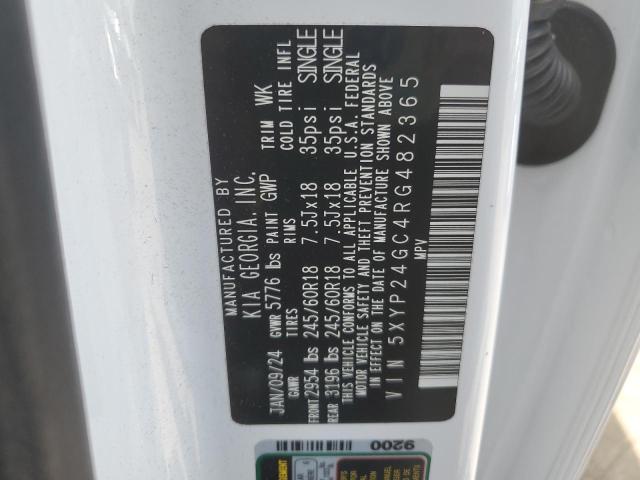 MANUFACTURED BY
KIA GEORGIA. INC.
JAN/09/24 GVWR 5776 lbs PAINT GWP TRIM WK
GAWR TIRES RIMS COLD TIRE INFL
FRONT 2954 lbs 245/60R18 7.5Jx18 35psi SINGLE
REAR 3196 lbs 245/60R18 7.5Jx18 35psi SINGLE
THIS VEHICLE CONFORMS TO ALL APPLICABLE U.S.A. FEDERAL
MOTOR VEHICLE SAFETY AND THEFT PREVENTION STANDARDS
IN EFFECT ON THE DATE OF MANUFACTURE SHOWN ABOVE
VIN 5XYP24GC4RG482365
MPV
9200